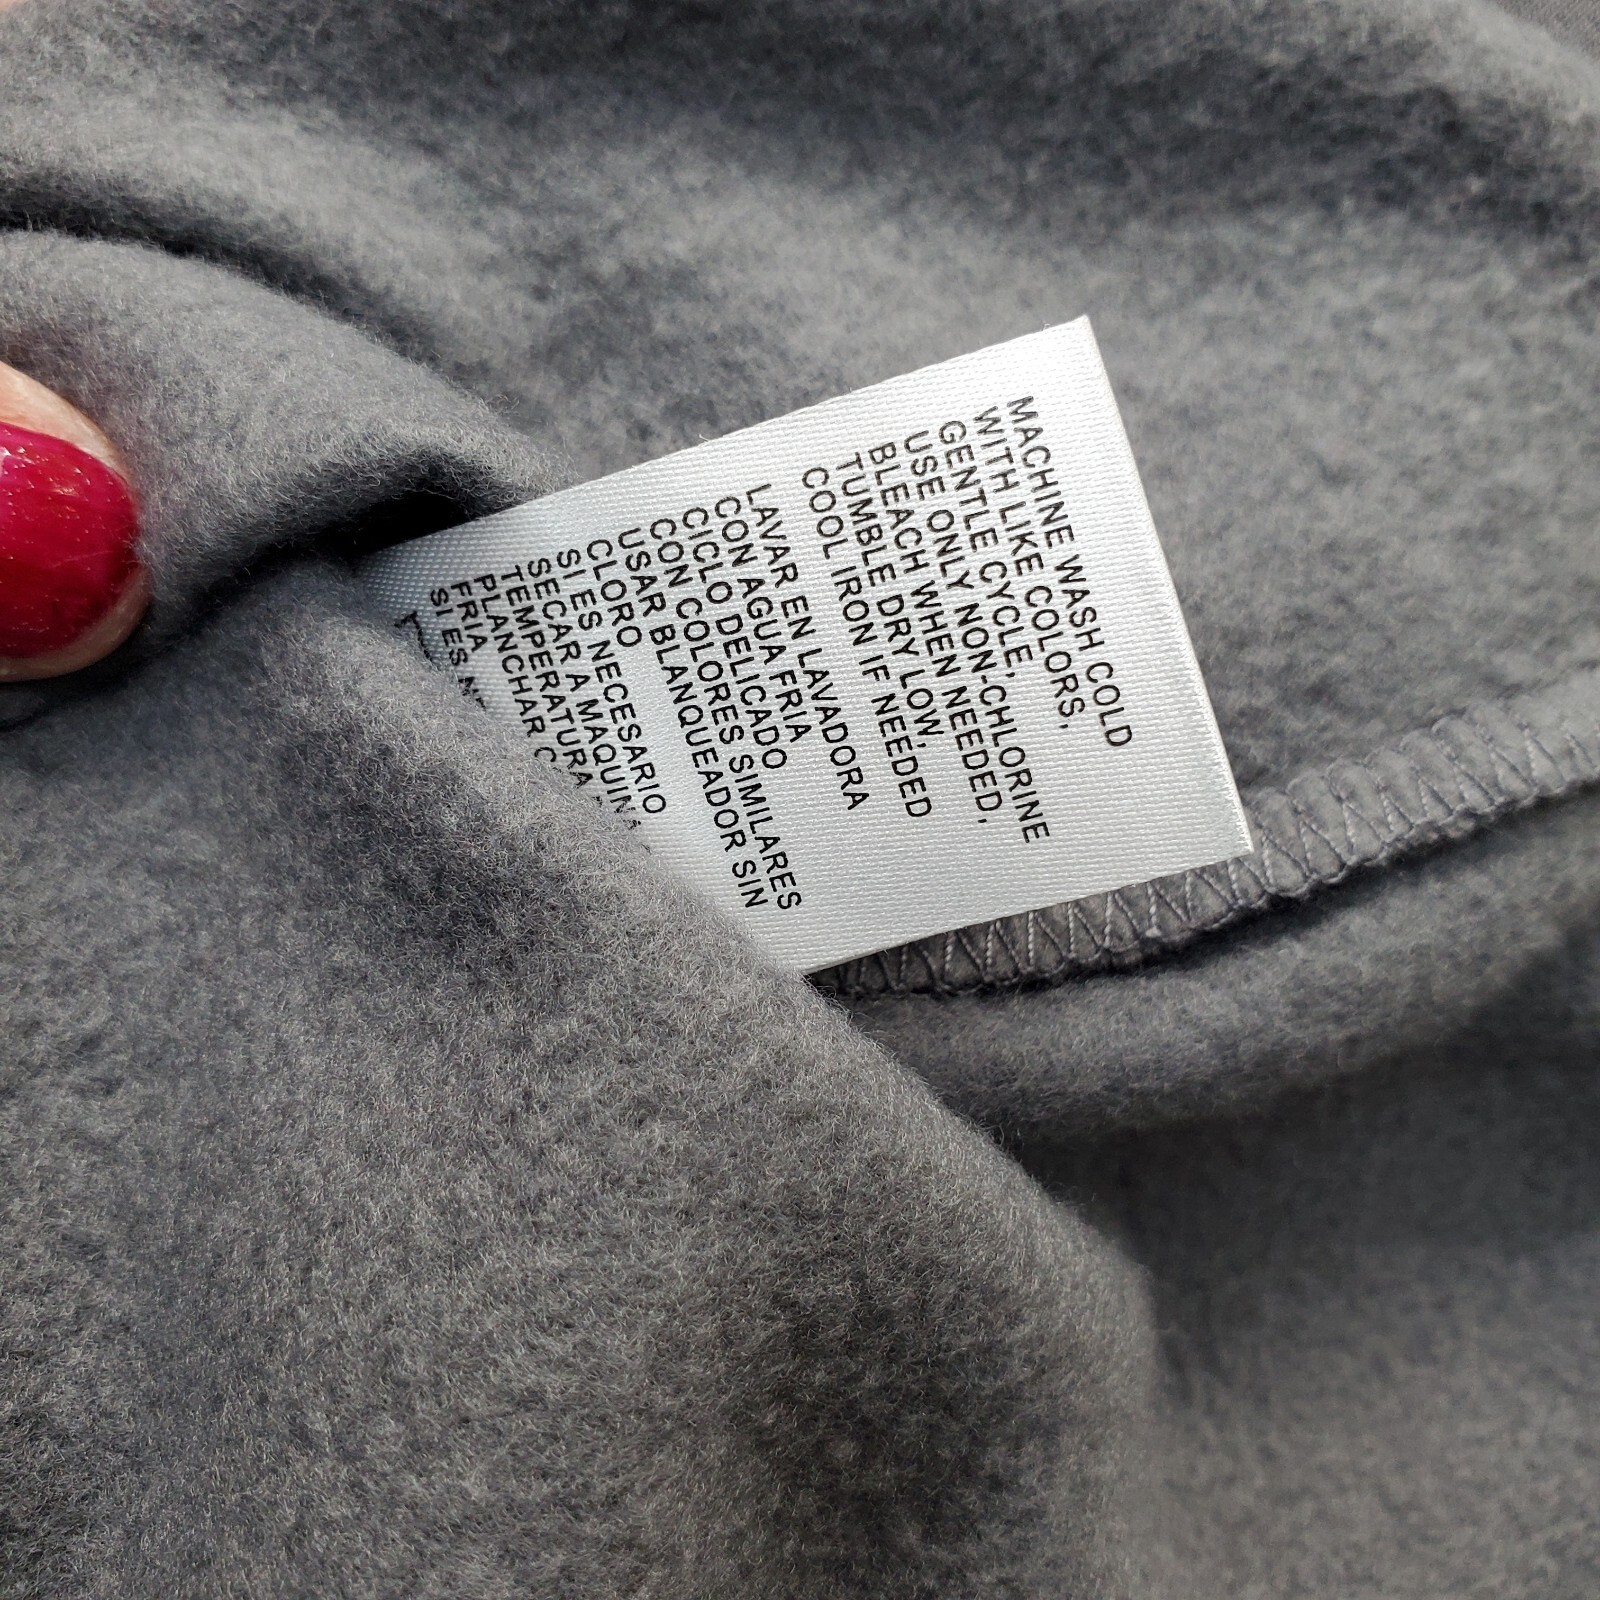 MACHINE WASH COLD
WITH LIKE COLORS,
GENTLE CYCLE,
USE ONLY NON-CHLORINE
BLEACH WHEN NEEDED,
TUMBLE DRY LOW,
COOL IRON IF NEEDED
LAVAR EN LAVADORA
CON AGUA FRIA
CICLO DELICADO
CON COLORES SIMILARES
USAR BLANQUEADOR SIN
CLORO
SI ES NECESARIO
SECAR A MAQUINA
TEMPERATURA
PLANCHAR
FRIA
SI ES